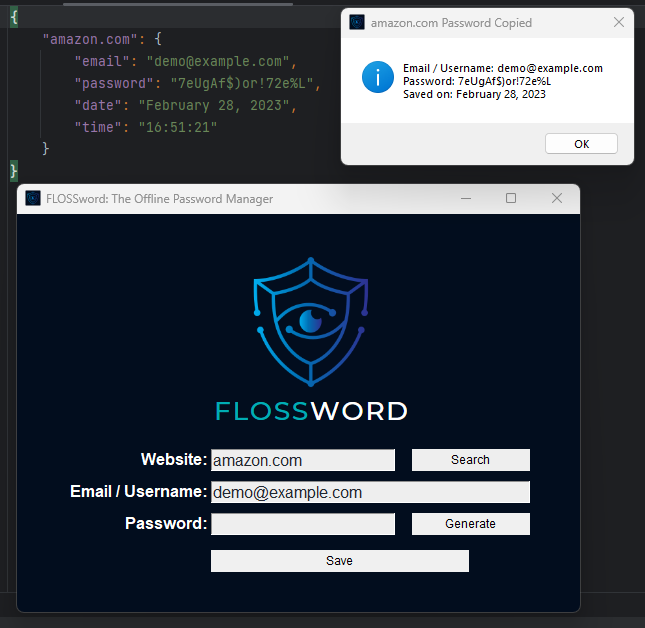 {
"amazon.com": {
"email": "demo@example.com",
"password": "7eUgAf$)or!72e%L",
"date": "February 28, 2023",
"time": "16:51:21"
}
}
amazon.com Password Copied
Email / Username: demo@example.com
Password: 7eUgAf$)or!72e%L
Saved on: February 28, 2023
OK
FLOSSword: The Offline Password Manager
FLOSSWORD
Website: amazon.com Search
Email / Username: demo@example.com
Password: Generate
Save